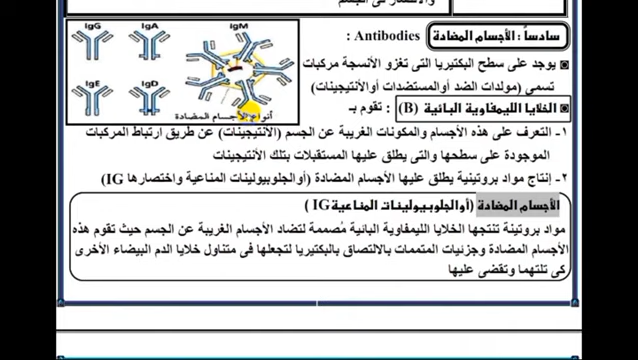 والانتشار فى الجسم
سادساً : الأجسام المضادة Antibodies :
◙ يوجد على سطح البكتيريا التى تغزو الأنسجة مركبات
تسمى (مولدات الضد أوالمستضدات أوالأنتيجينات)
◙ الخلايا الليمفاوية البائية (B) : تقوم بـ
IgG IgA IgM
IgE IgD
أنواع الأجسام المضادة
١- التعرف على هذه الأجسام والمكونات الغريبة عن الجسم (الأنتيجينات) عن طريق ارتباط المركبات
الموجودة على سطحها والتى يطلق عليها المستقبلات بتلك الأنتيجينات
٢- إنتاج مواد بروتينية يطلق عليها الأجسام المضادة (أوالجلوبيولينات المناعية واختصارها IG)
الأجسام المضادة (أوالجلوبيولينات المناعية IG )
مواد بروتينة تنتجها الخلايا الليمفاوية البائية مُصممة لتضاد الأجسام الغريبة عن الجسم حيث تقوم هذه
الأجسام المضادة وجزئيات المتممات بالالتصاق بالبكتيريا لتجعلها فى متناول خلايا الدم البيضاء الأخرى
كى تلتهما وتقضى عليها